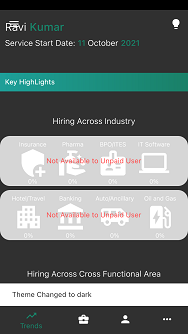 Ravi Kumar
Service Start Date: 11 October 2021
Key HighLights
Hiring Across Industry
Insurance Pharma BPO/ITES IT Software
Not Available to Unpaid User
0% 0% 0% 0%
Hotel/Travel Banking Auto/Ancillary Oil and Gas
Not Available to Unpaid User
0% 0% 0% 0%
Hiring Across Cross Functional Area
Theme Changed to dark
Trends